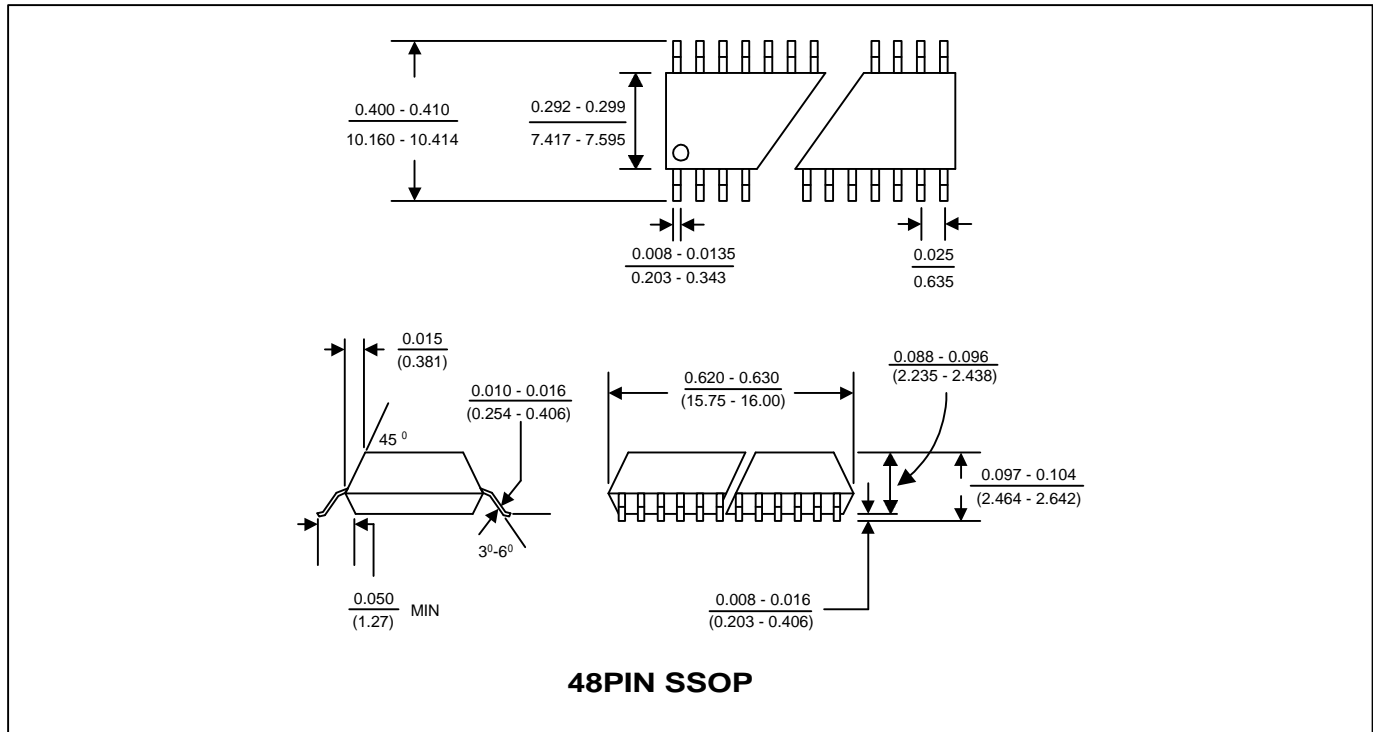 0.400 - 0.410
10.160 - 10.414
0.292 - 0.299
7.417 - 7.595
0.008 - 0.0135
0.203 - 0.343
0.025
0.635
0.015
(0.381)
0.010 - 0.016
(0.254 - 0.406)
45 ⁰
3⁰-6⁰
0.050
(1.27)
MIN
0.620 - 0.630
(15.75 - 16.00)
0.088 - 0.096
(2.235 - 2.438)
0.097 - 0.104
(2.464 - 2.642)
0.008 - 0.016
(0.203 - 0.406)
48PIN SSOP